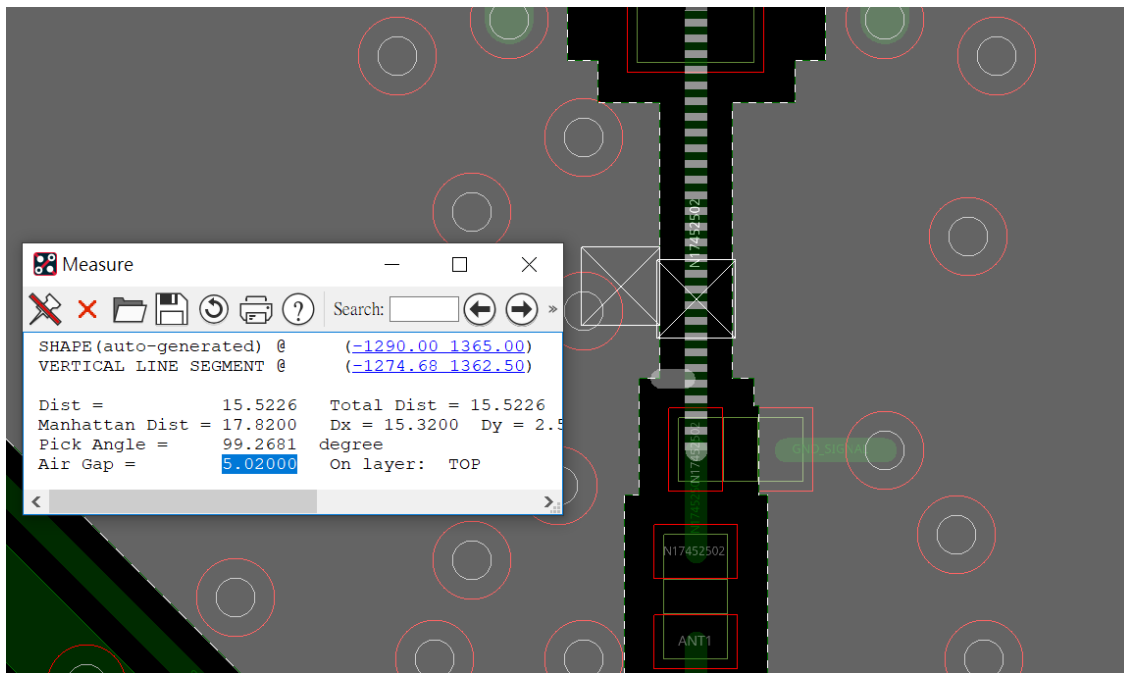 N17452502
Measure
Search:
»
SHAPE(auto-generated) @ (-1290.00 1365.00)
VERTICAL LINE SEGMENT @ (-1274.68 1362.50)
Dist = 15.5226 Total Dist = 15.5226
Manhattan Dist = 17.8200 Dx = 15.3200 Dy = 2.5
Pick Angle = 99.2681 degree
Air Gap = 5.02000 On layer: TOP
N17452502
GND_SIGNAL
N17452502
ANT1